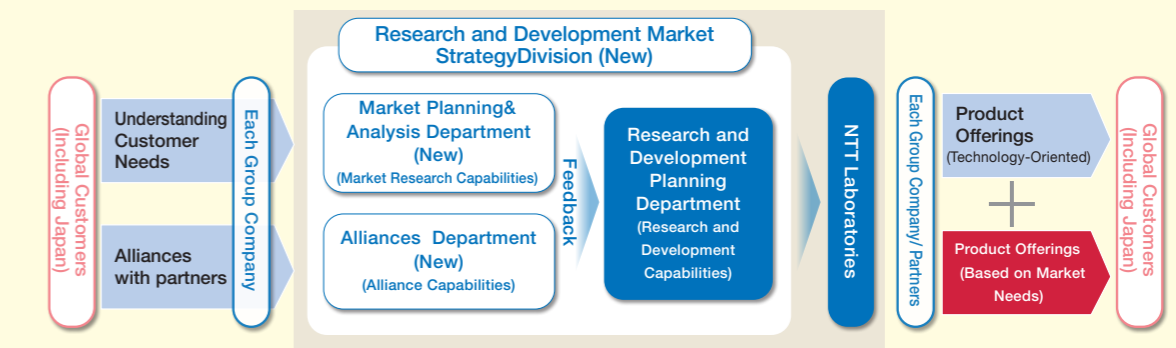 Research and Development Market
StrategyDivision (New)
Global Customers
(Including Japan)
Understanding
Customer
Needs
Alliances
with partners
Each Group Company
Market Planning&
Analysis Department
(New)
(Market Research Capabilities)
Alliances Department
(New)
(Alliance Capabilities)
Feedback
Research and
Development
Planning
Department
(Research and
Development
Capabilities)
NTT Laboratories
Each Group Company/ Partners
Product
Offerings
(Technology-Oriented)
Product Offerings
(Based on Market
Needs)
Global Customers
(Including Japan)